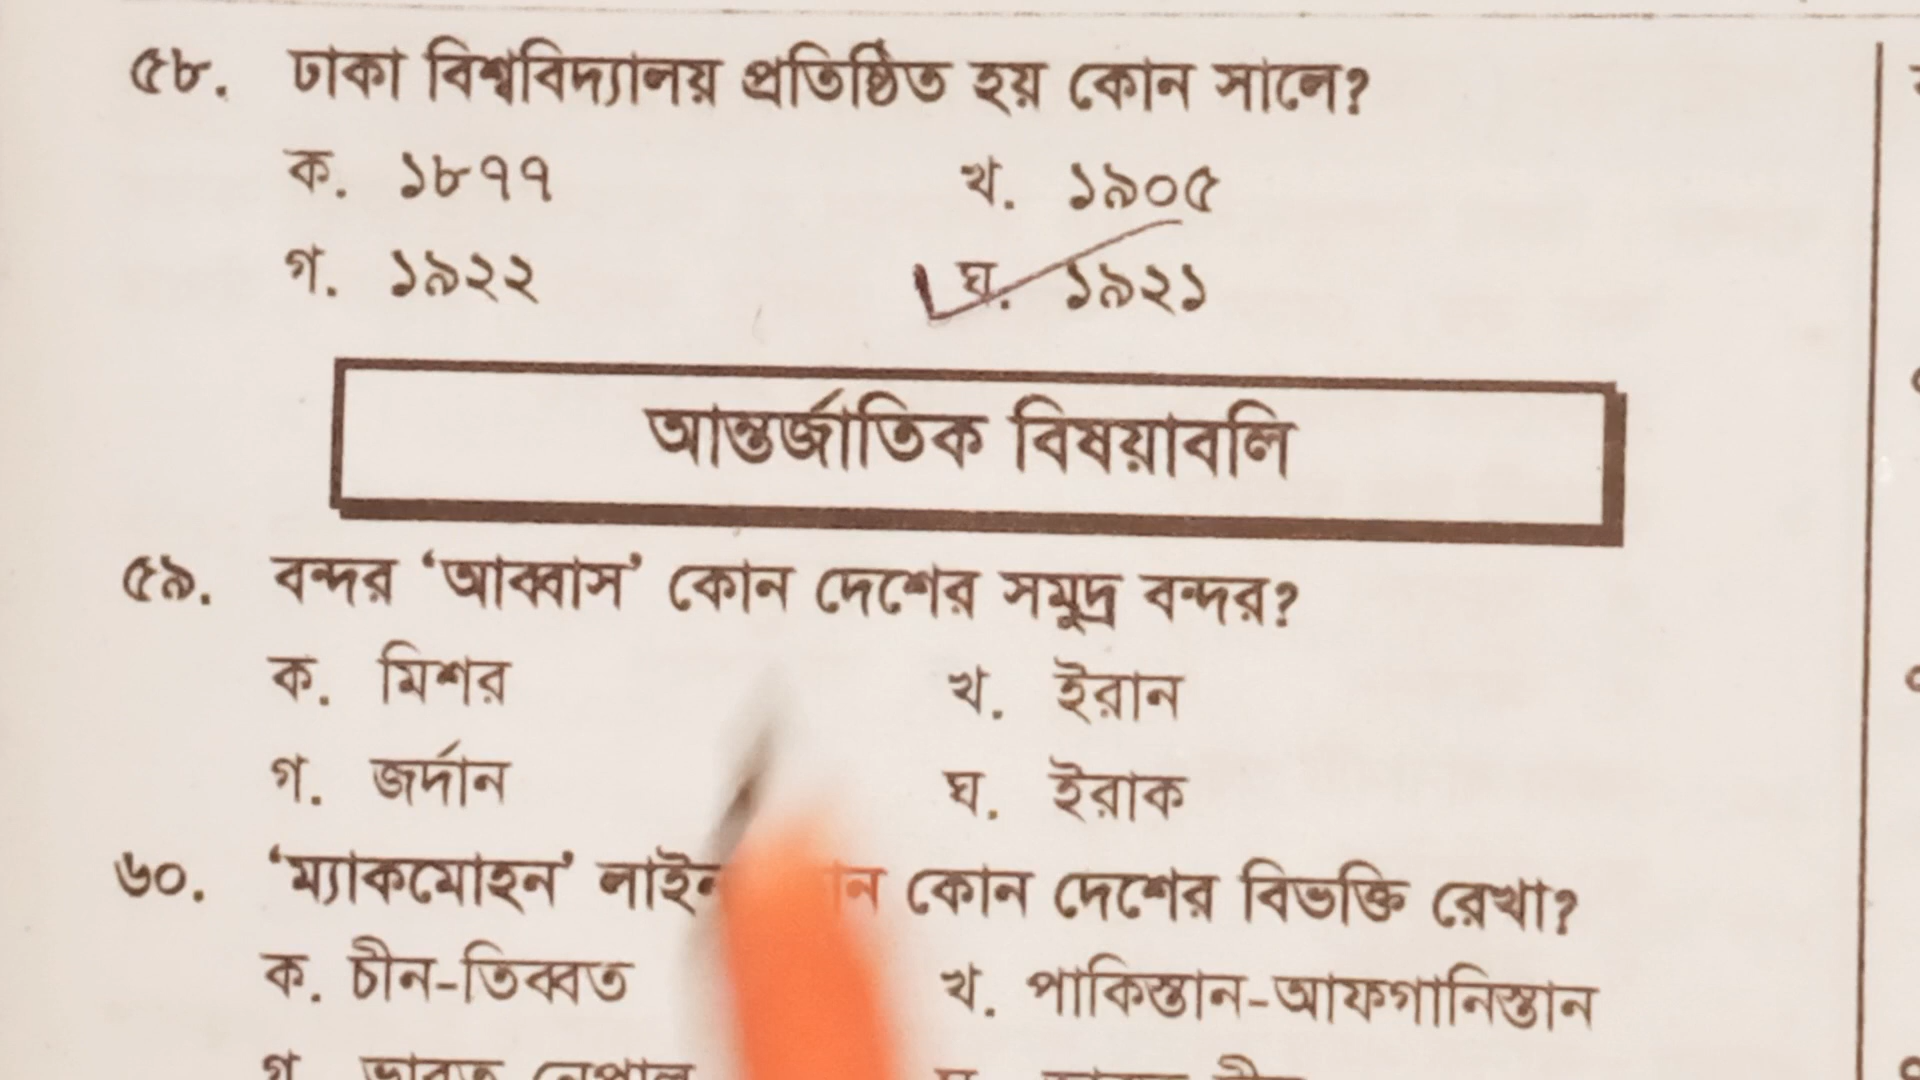 ৫৮. ঢাকা বিশ্ববিদ্যালয় প্রতিষ্ঠিত হয় কোন সালে?
ক. ১৮৭৭ খ. ১৯০৫
গ. ১৯২২ ঘ. ১৯২১
আন্তর্জাতিক বিষয়াবলি
৫৯. বন্দর ‘আব্বাস’ কোন দেশের সমুদ্র বন্দর?
ক. মিশর খ. ইরান
গ. জর্দান ঘ. ইরাক
৬০. ‘ম্যাকমোহন’ কোন দেশের বিভক্তি রেখা?
ক. চীন-তিব্বত খ. পাকিস্তান-আফগানিস্তান